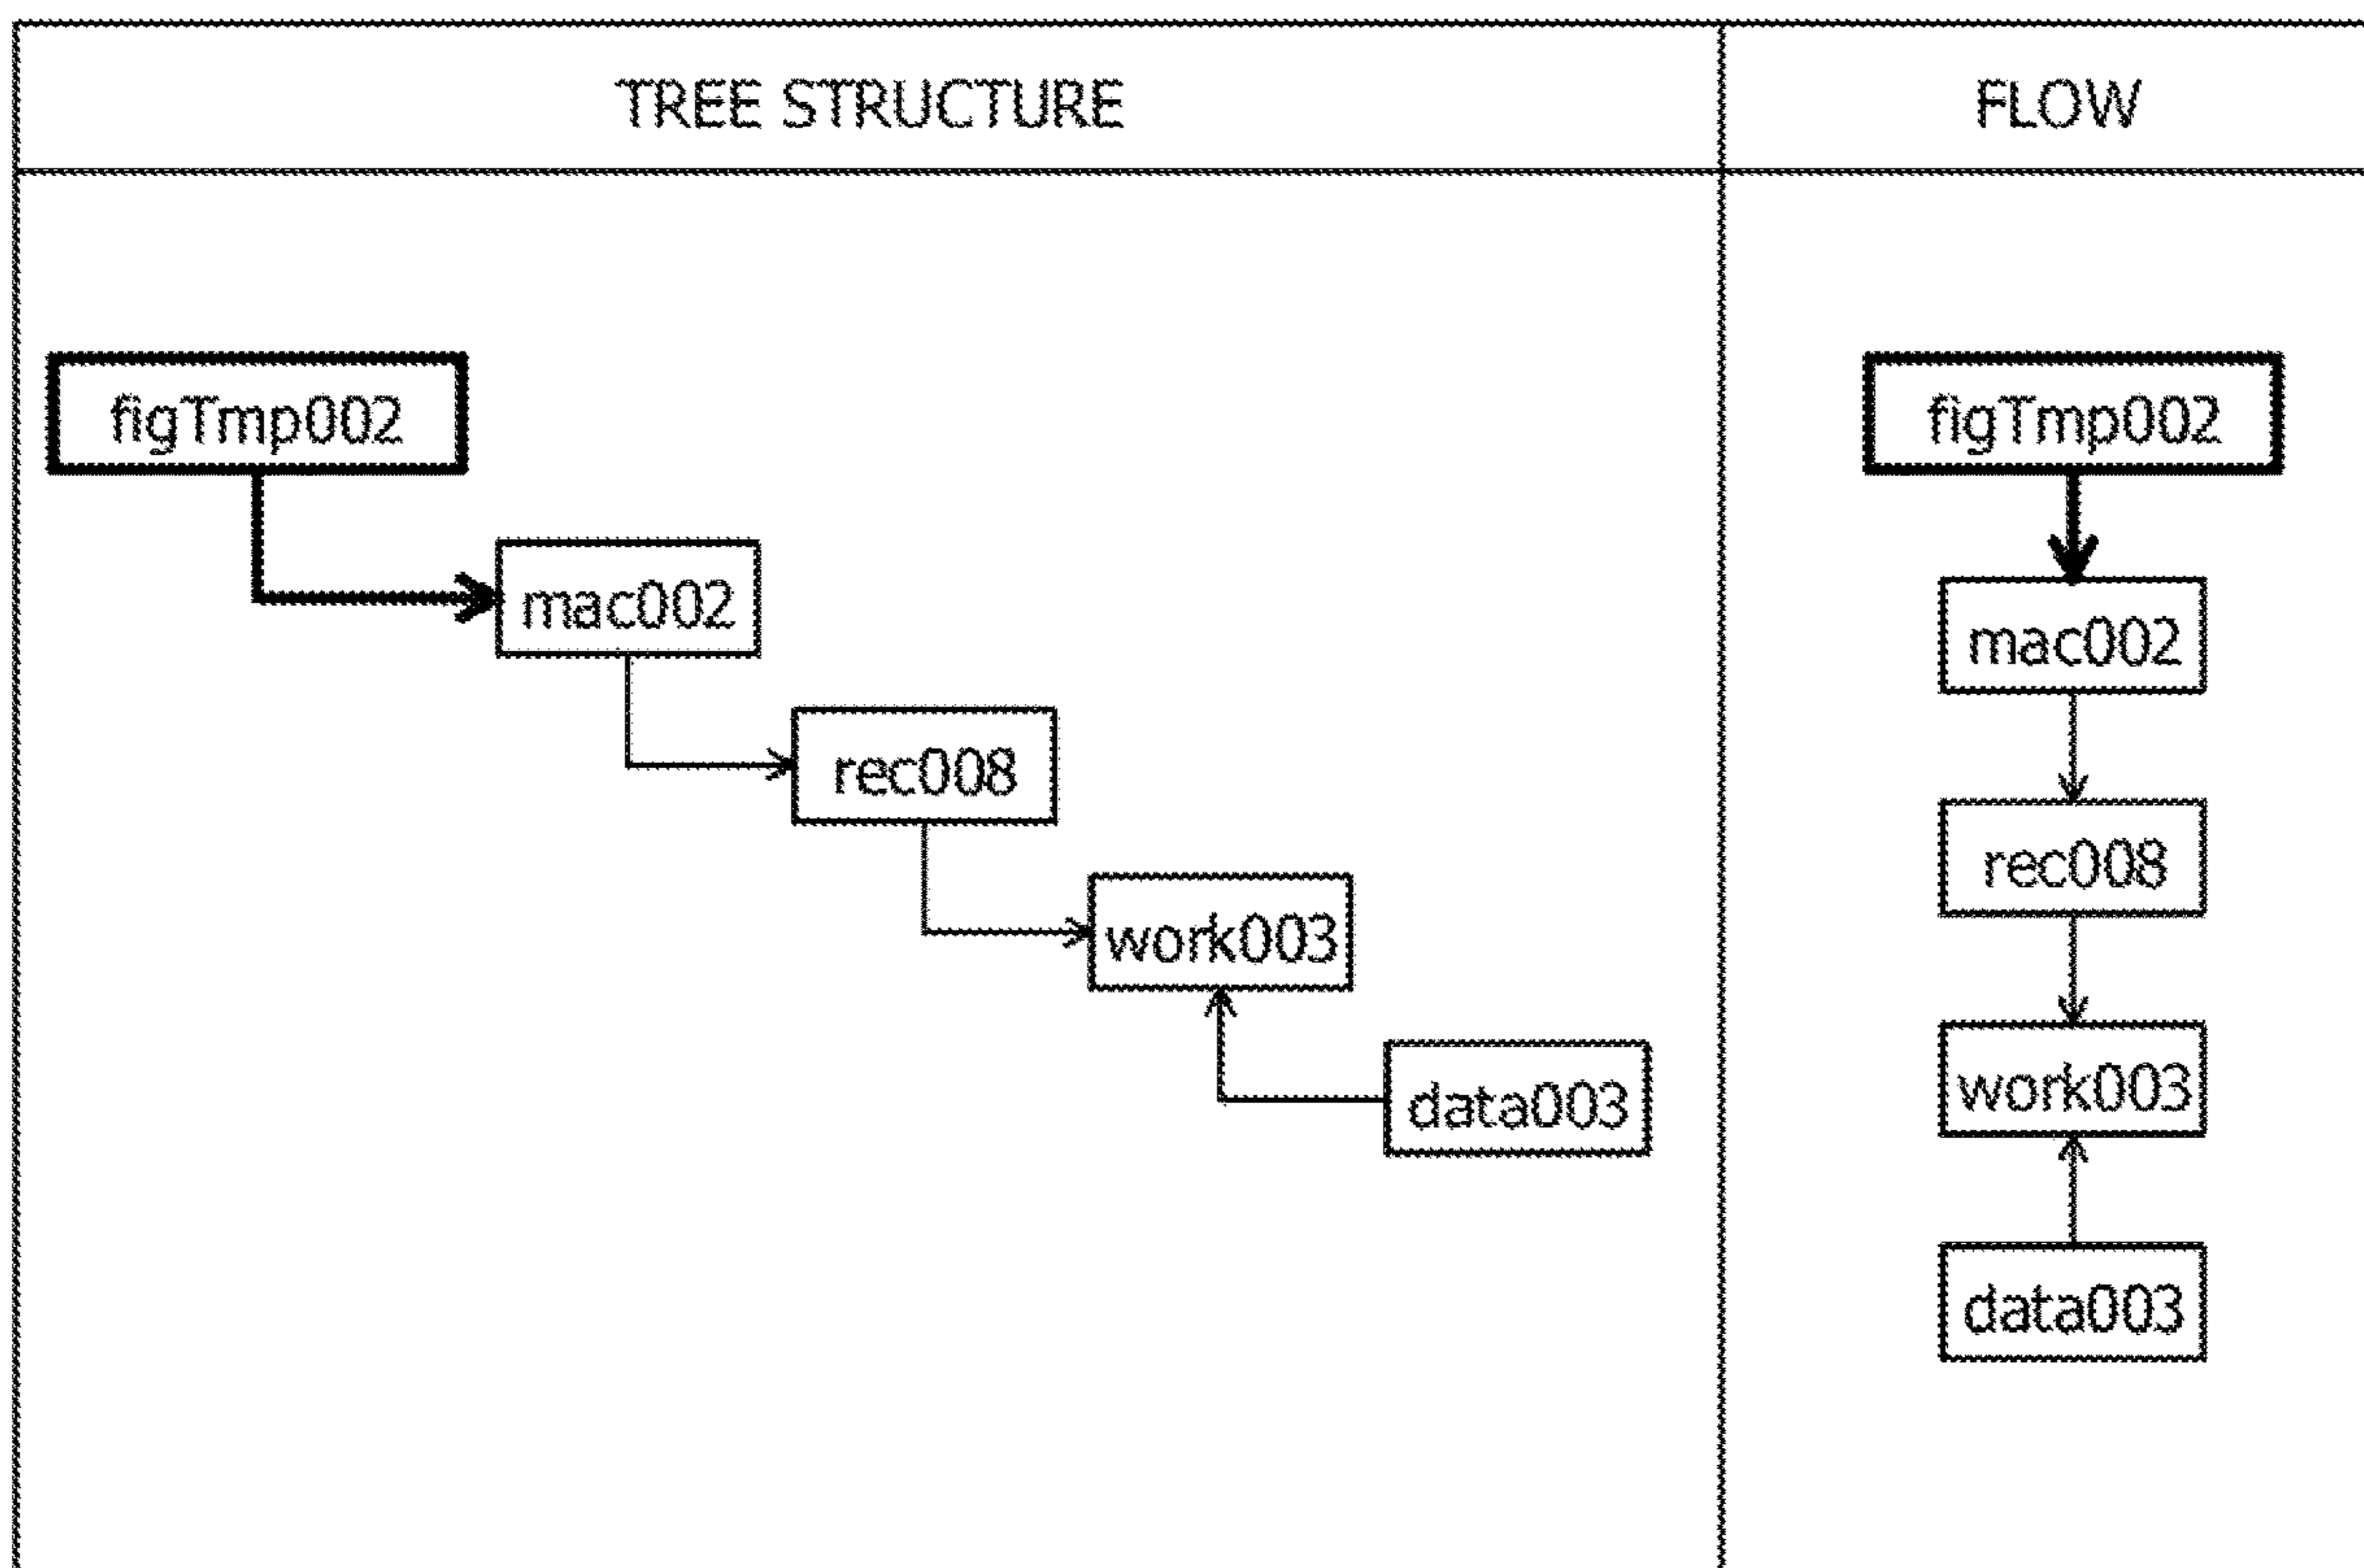 TREE STRUCTURE
FLOW
figTmp002
mac002
rec008
work003
data003
figTmp002
mac002
rec008
work003
data003